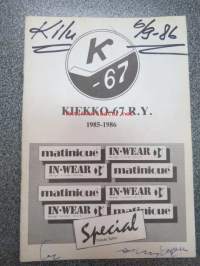 Kilu 6/9-86
K
-67
KIEKKO-67 R.Y.
1985-1986
matinique IN·WEAR
IN·WEAR matinique
matinique IN·WEAR
IN·WEAR matinique
Special